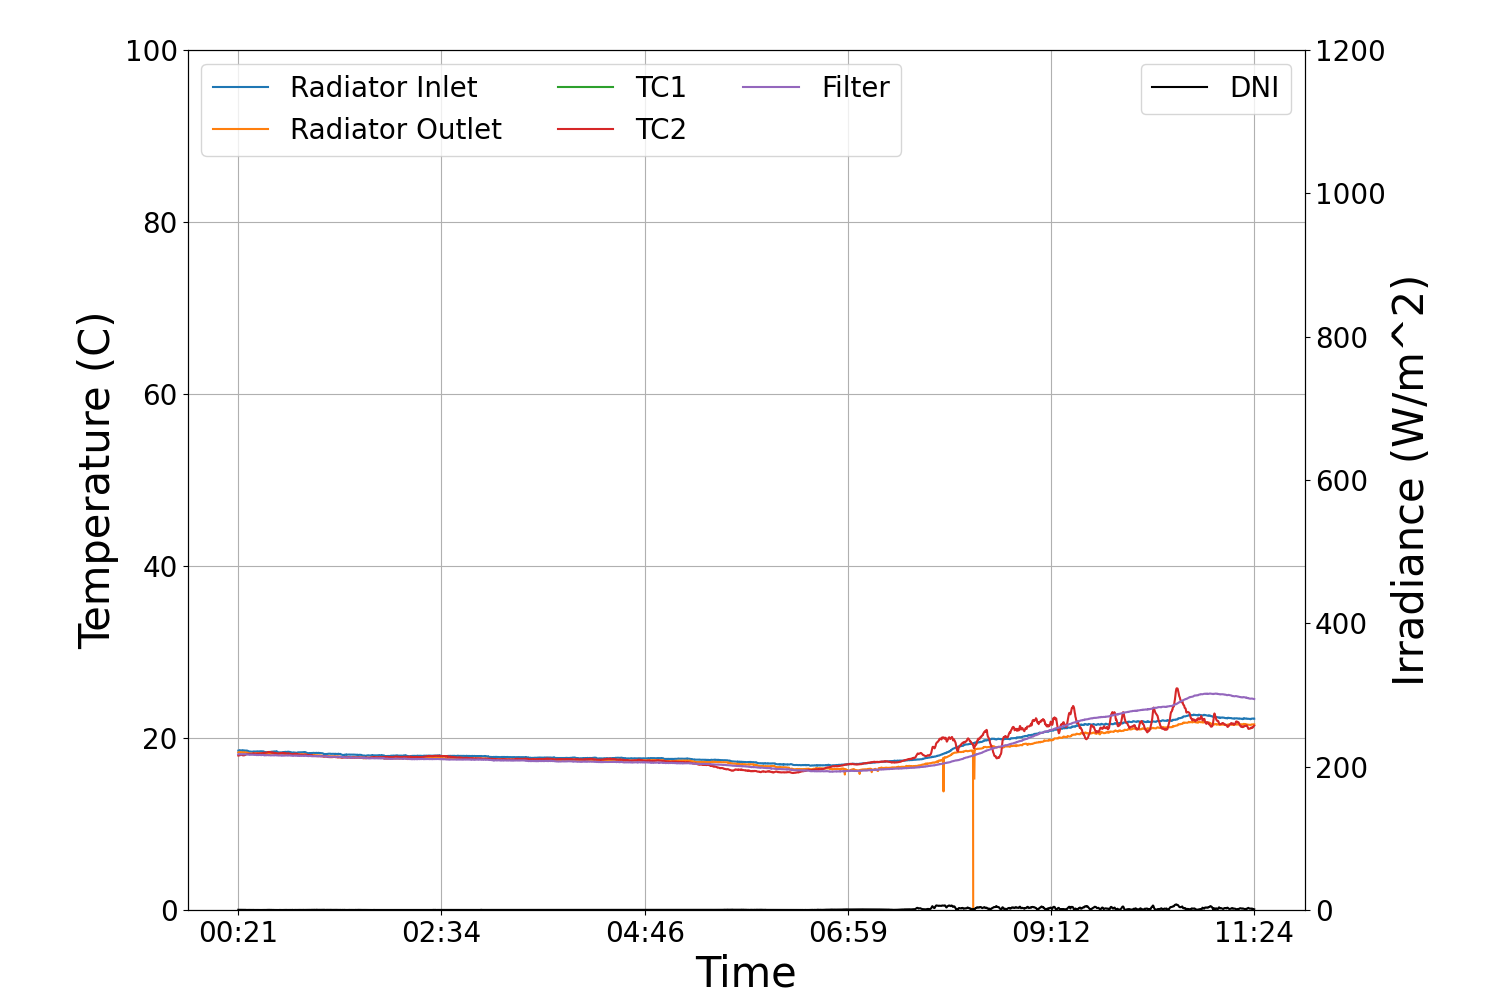 100
80
60
40
20
0
Temperature (C)
Radiator Inlet
Radiator Outlet
TC1
TC2
Filter
DNI
1200
1000
800
600
400
200
0
Irradiance (W/m^2)
00:21 02:34 04:46 06:59 09:12 11:24
Time